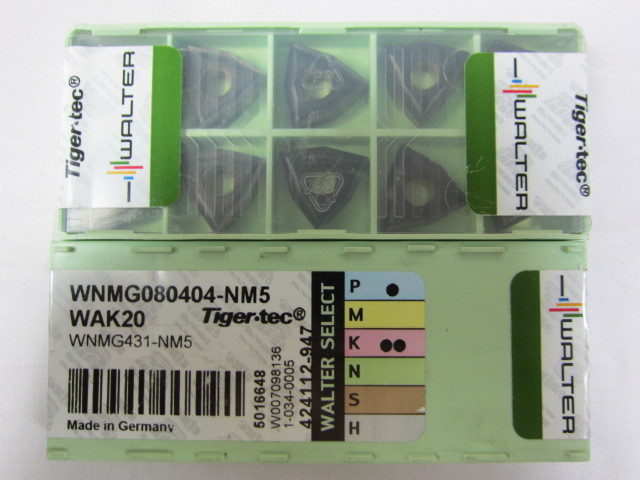 Tiger·tec®
WALTER
WALTER
Tiger·tec®
WNMG080404-NM5
WAK20
Tiger·tec®
WNMG431-NM5
5016648
W007098136
1-034-0005
424112-947
Made in Germany
WALTER SELECT
P
M
K
N
S
H
WALTER